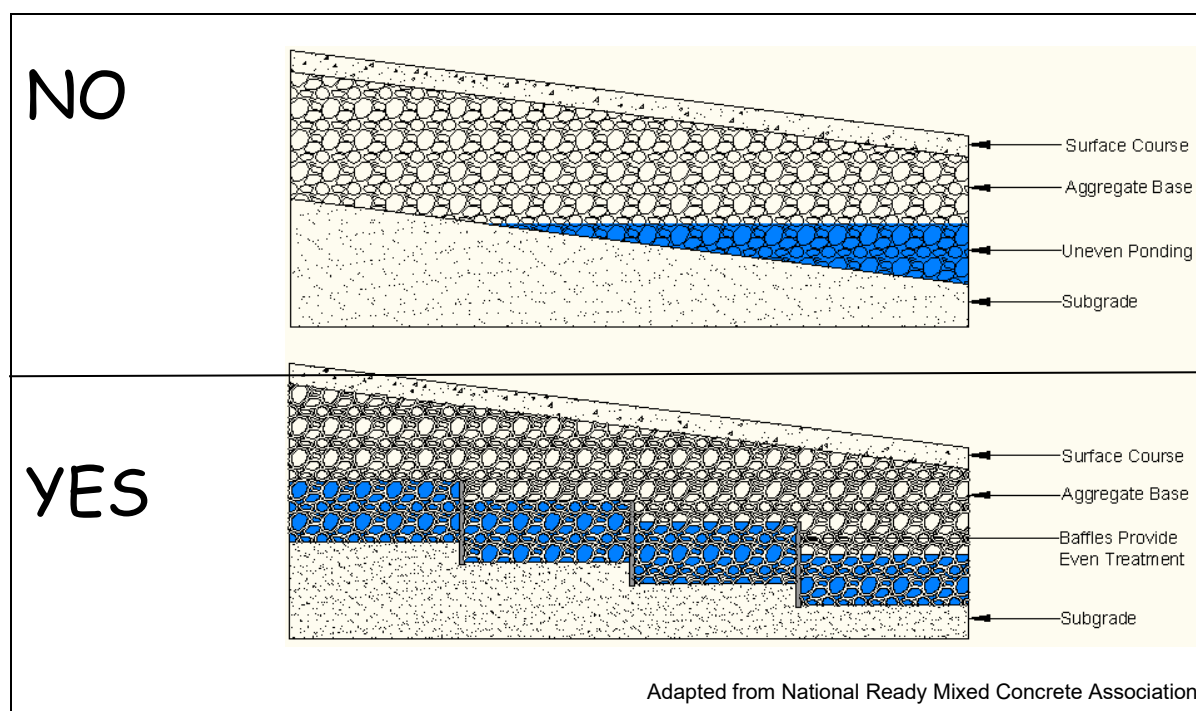 NO
Surface Course
Aggregate Base
Uneven Ponding
Subgrade
YES
Surface Course
Aggregate Base
Baffles Provide
Even Treatment
Subgrade
Adapted from National Ready Mixed Concrete Association